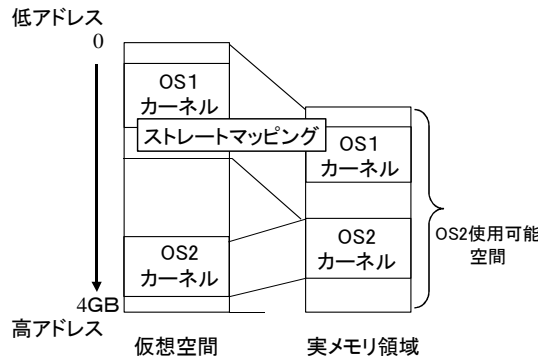 低アドレス
0
OS1
カーネル
ストレートマッピング
OS1
カーネル
OS2
カーネル
OS2
カーネル
OS2使用可能
空間
4GB
高アドレス
仮想空間
実メモリ領域